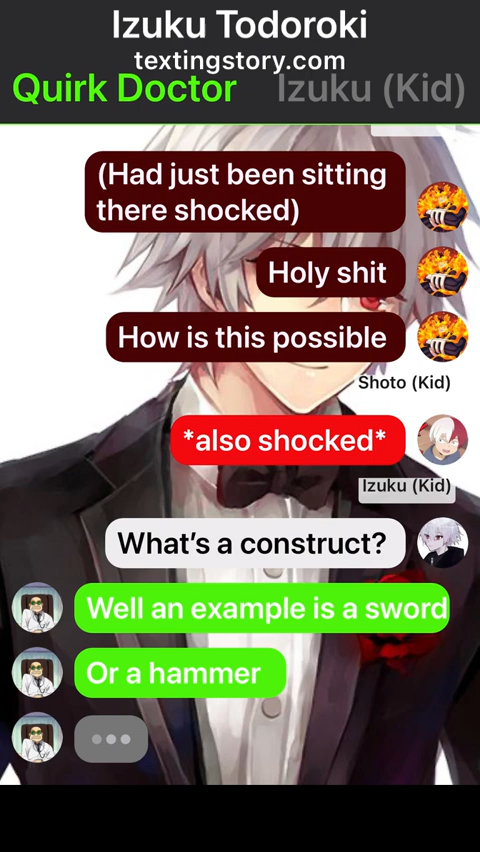 Izuku Todoroki
textingstory.com
Quirk Doctor Izuku (Kid)
(Had just been sitting
there shocked)
Holy shit
How is this possible
Shoto (Kid)
*also shocked*
Izuku (Kid)
What's a construct?
Well an example is a sword
Or a hammer